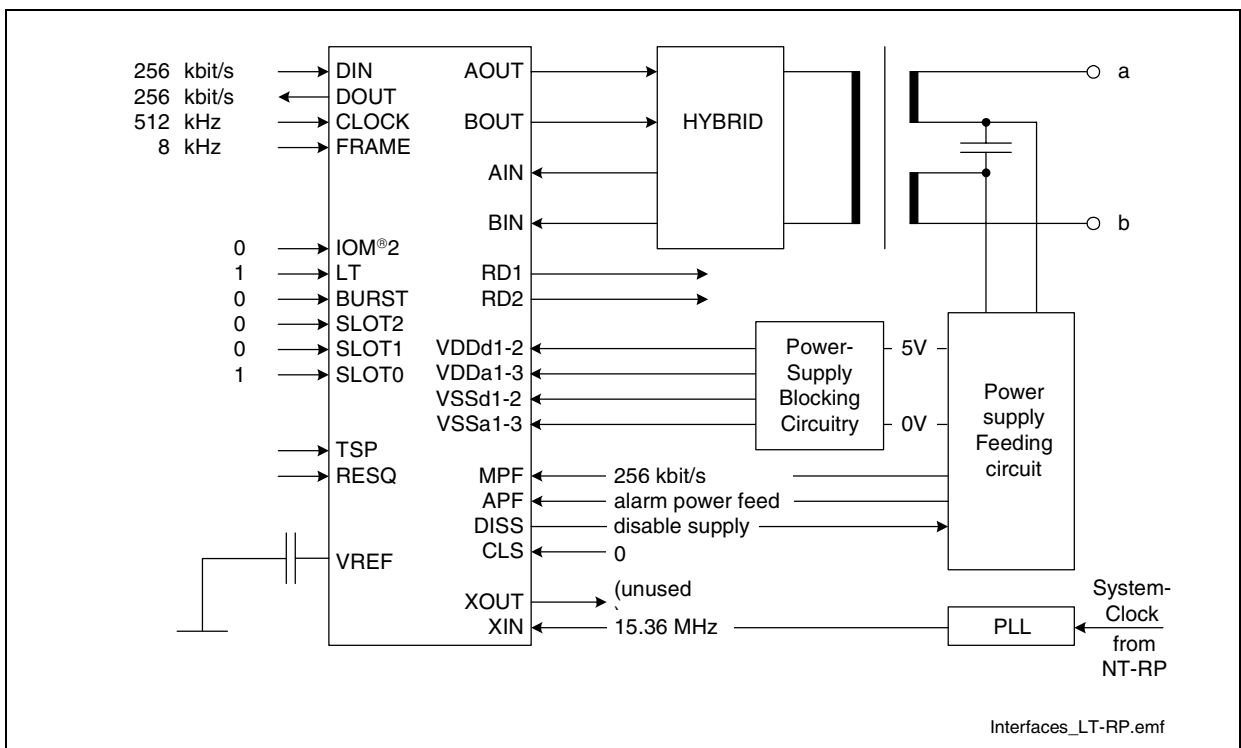 256 kbit/s
256 kbit/s
512 kHz
8 kHz
0
1
0
0
0
1
DIN
DOUT
CLOCK
FRAME
IOM®2
LT
BURST
SLOT2
SLOT1
SLOT0
TSP
RESQ
VREF
AOUT
BOUT
AIN
BIN
RD1
RD2
VDDd1-2
VDDa1-3
VSSd1-2
VSSa1-3
MPF
APF
DISS
CLS
XOUT
XIN
HYBRID
a
b
Power-
Supply
Blocking
Circuitry
5V
0V
Power
supply
Feeding
circuit
256 kbit/s
alarm power feed
disable supply
0
(unused
15.36 MHz
PLL
System-
Clock
from
NT-RP
Interfaces_LT-RP.emf